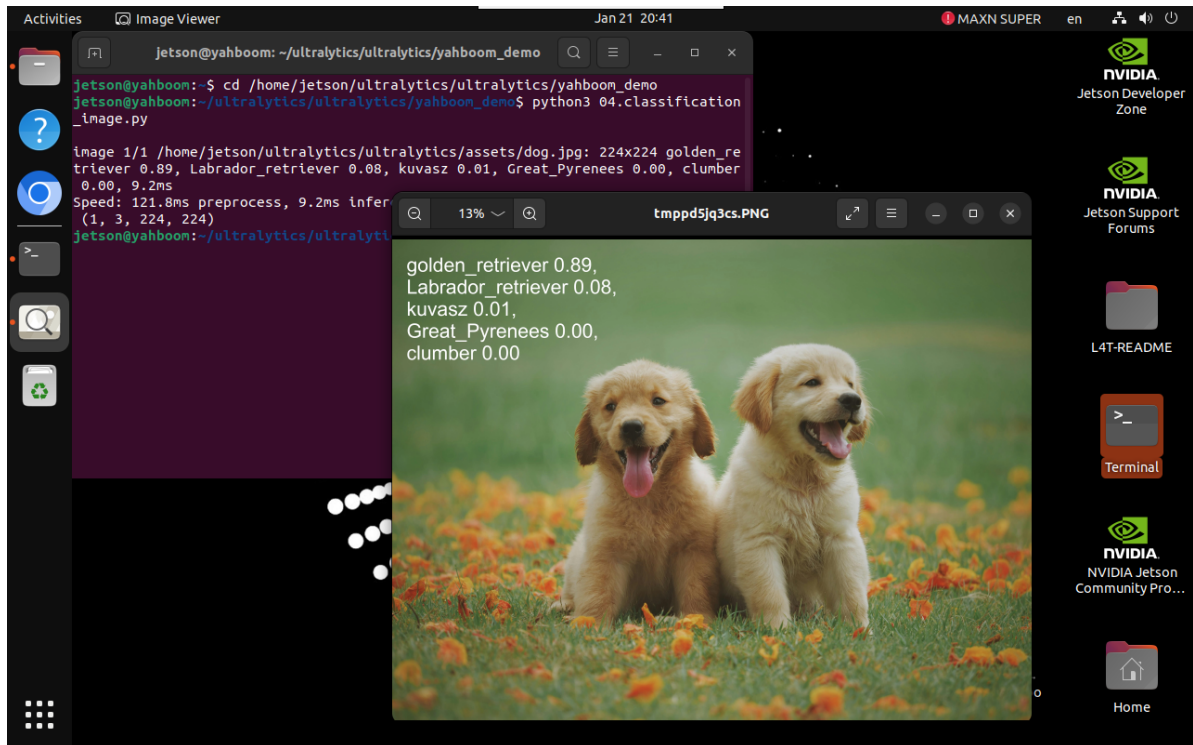 Activities
Image Viewer
Jan 21 20:41
MAXN SUPER
en
jetson@yahboom: ~/ultralytics/ultralytics/yahboom_demo
jetson@yahboom:~$ cd /home/jetson/ultralytics/ultralytics/yahboom_demo
jetson@yahboom:~/ultralytics/ultralytics/yahboom_demo$ python3 04.classification
_image.py
image 1/1 /home/jetson/ultralytics/ultralytics/assets/dog.jpg: 224x224 golden_re
triever 0.89, Labrador_retriever 0.08, kuvasz 0.01, Great_Pyrenees 0.00, clumber
0.00, 9.2ms
Speed: 121.8ms preprocess, 9.2ms infer
(1, 3, 224, 224)
jetson@yahboom:~/ultralytics/ultralyti
13%
tmppd5jq3cs.PNG
golden_retriever 0.89,
Labrador_retriever 0.08,
kuvasz 0.01,
Great_Pyrenees 0.00,
clumber 0.00
NVIDIA.
Jetson Developer
Zone
NVIDIA.
Jetson Support
Forums
L4T-README
>_
Terminal
NVIDIA.
NVIDIA Jetson
Community Pro…
Home
o
>_
?